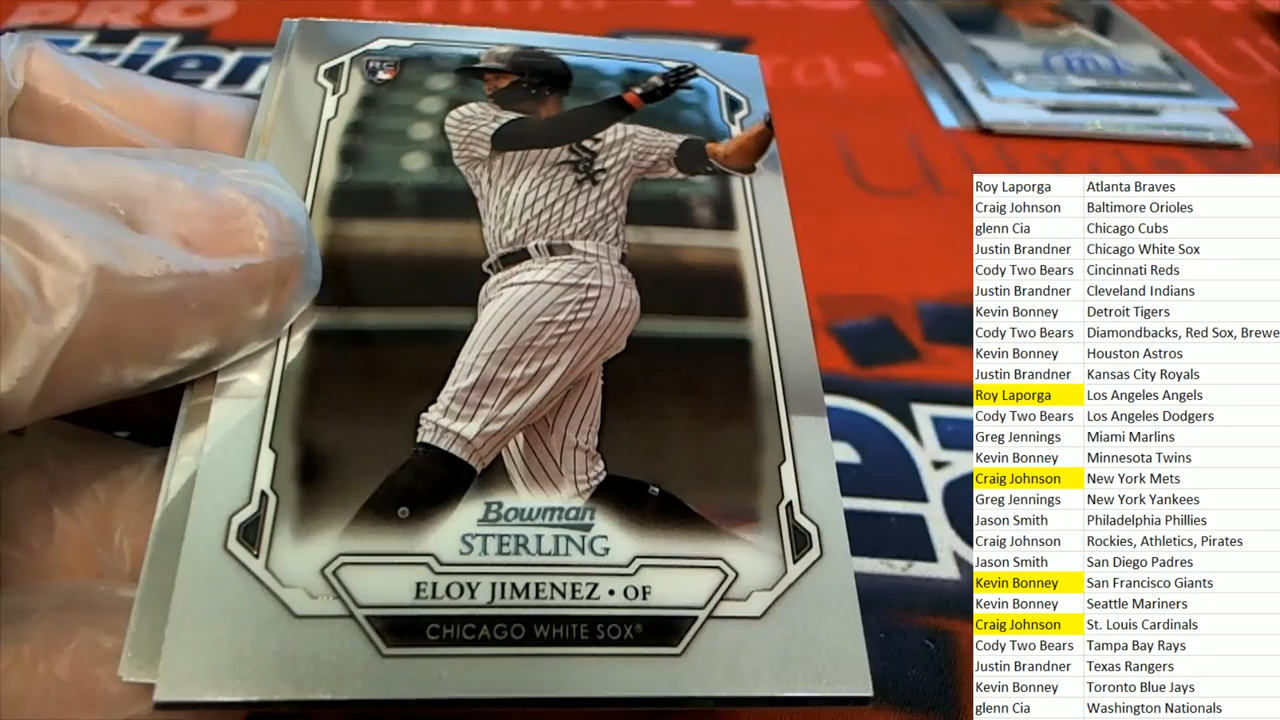 PRO
Frien
RC
Bowman
STERLING
ELOY JIMENEZ • OF
CHICAGO WHITE SOX®
Roy Laporga Atlanta Braves
Craig Johnson Baltimore Orioles
glenn Cia Chicago Cubs
Justin Brandner Chicago White Sox
Cody Two Bears Cincinnati Reds
Justin Brandner Cleveland Indians
Kevin Bonney Detroit Tigers
Cody Two Bears Diamondbacks, Red Sox, Brewe
Kevin Bonney Houston Astros
Justin Brandner Kansas City Royals
Roy Laporga Los Angeles Angels
Cody Two Bears Los Angeles Dodgers
Greg Jennings Miami Marlins
Kevin Bonney Minnesota Twins
Craig Johnson New York Mets
Greg Jennings New York Yankees
Jason Smith Philadelphia Phillies
Craig Johnson Rockies, Athletics, Pirates
Jason Smith San Diego Padres
Kevin Bonney San Francisco Giants
Kevin Bonney Seattle Mariners
Craig Johnson St. Louis Cardinals
Cody Two Bears Tampa Bay Rays
Justin Brandner Texas Rangers
Kevin Bonney Toronto Blue Jays
glenn Cia Washington Nationals